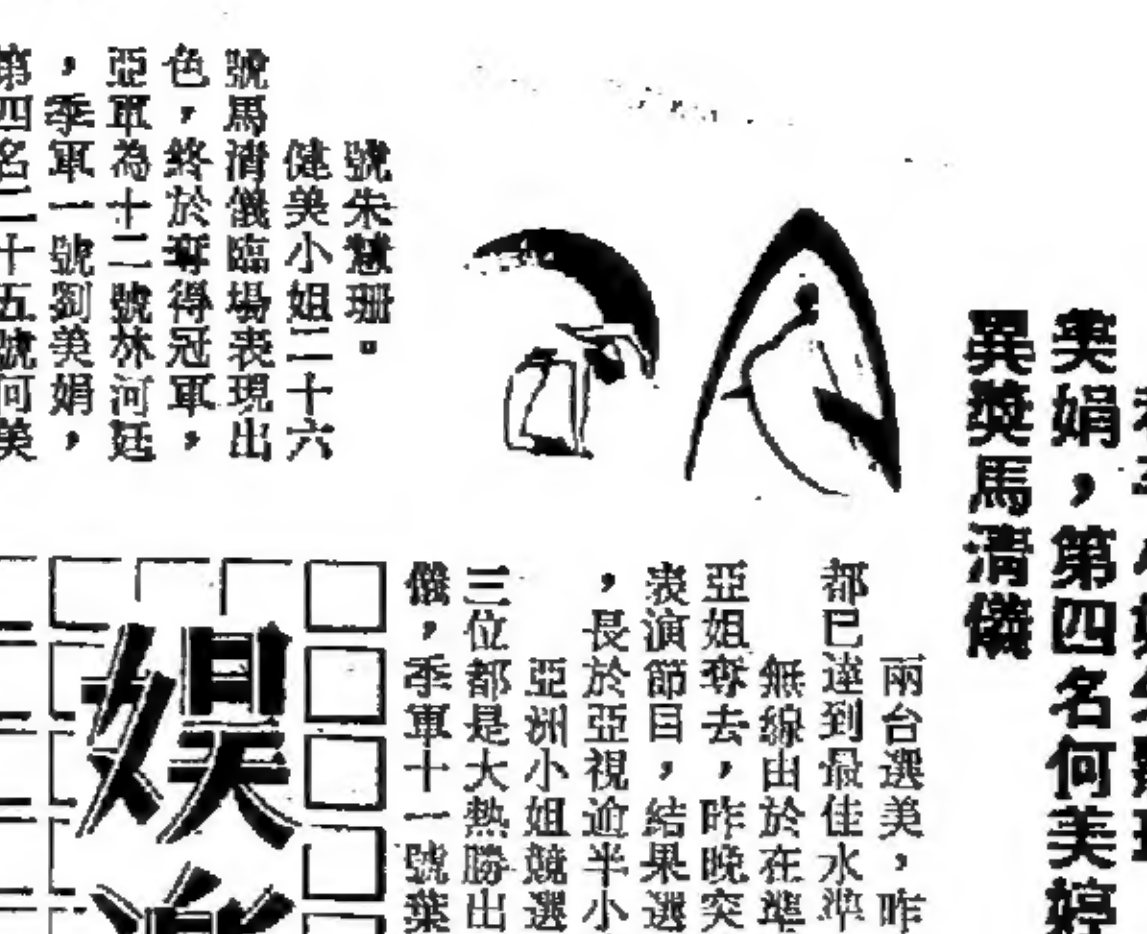 美娟，第四名何美婷
異獎馬清儀
兩台選美，昨
都已達到最佳水準
無線由於在準
亞姐奪去，昨晚突
表演節目，結果選
，長於亞視逾半小
亞洲小姐競選
三位都是大熱勝出
儀，季軍十一號葉
號朱慧珊。
健美小姐二十六
號馬清儀臨場表現出
色，終於奪得冠軍，
亞軍為十二號林河廷
，季軍一號劉美娟，
第四名二十五號何美
娛